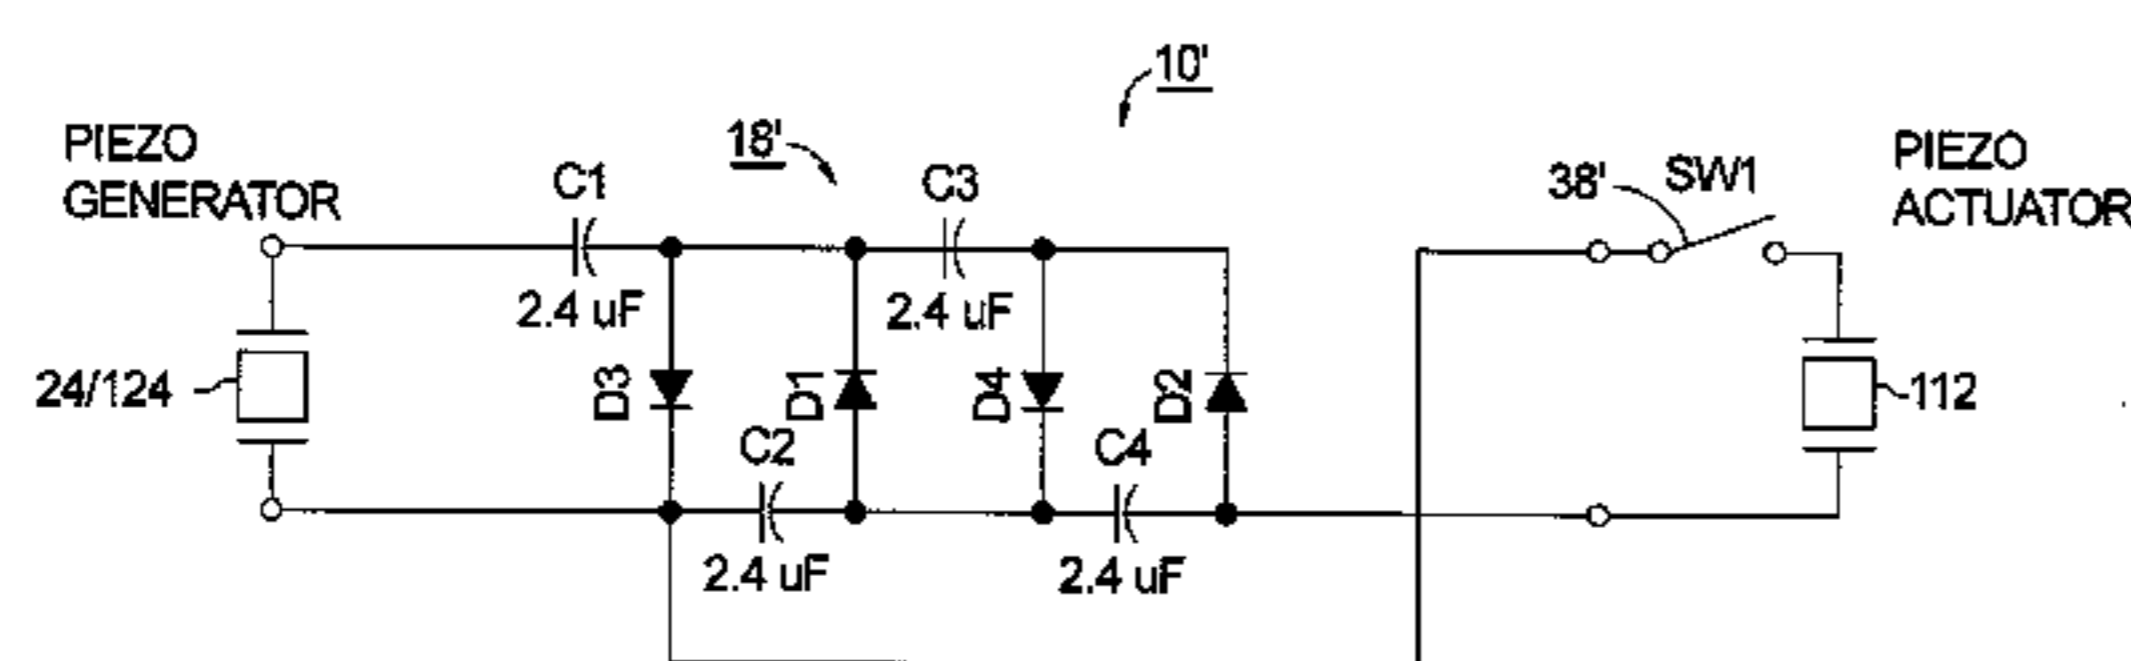 10'
PIEZO
GENERATOR
18'
C1
C3
38'
SW1
PIEZO
ACTUATOR
2.4 uF
2.4 uF
24/124
D3
D1
D4
D2
112
C2
C4
2.4 uF
2.4 uF